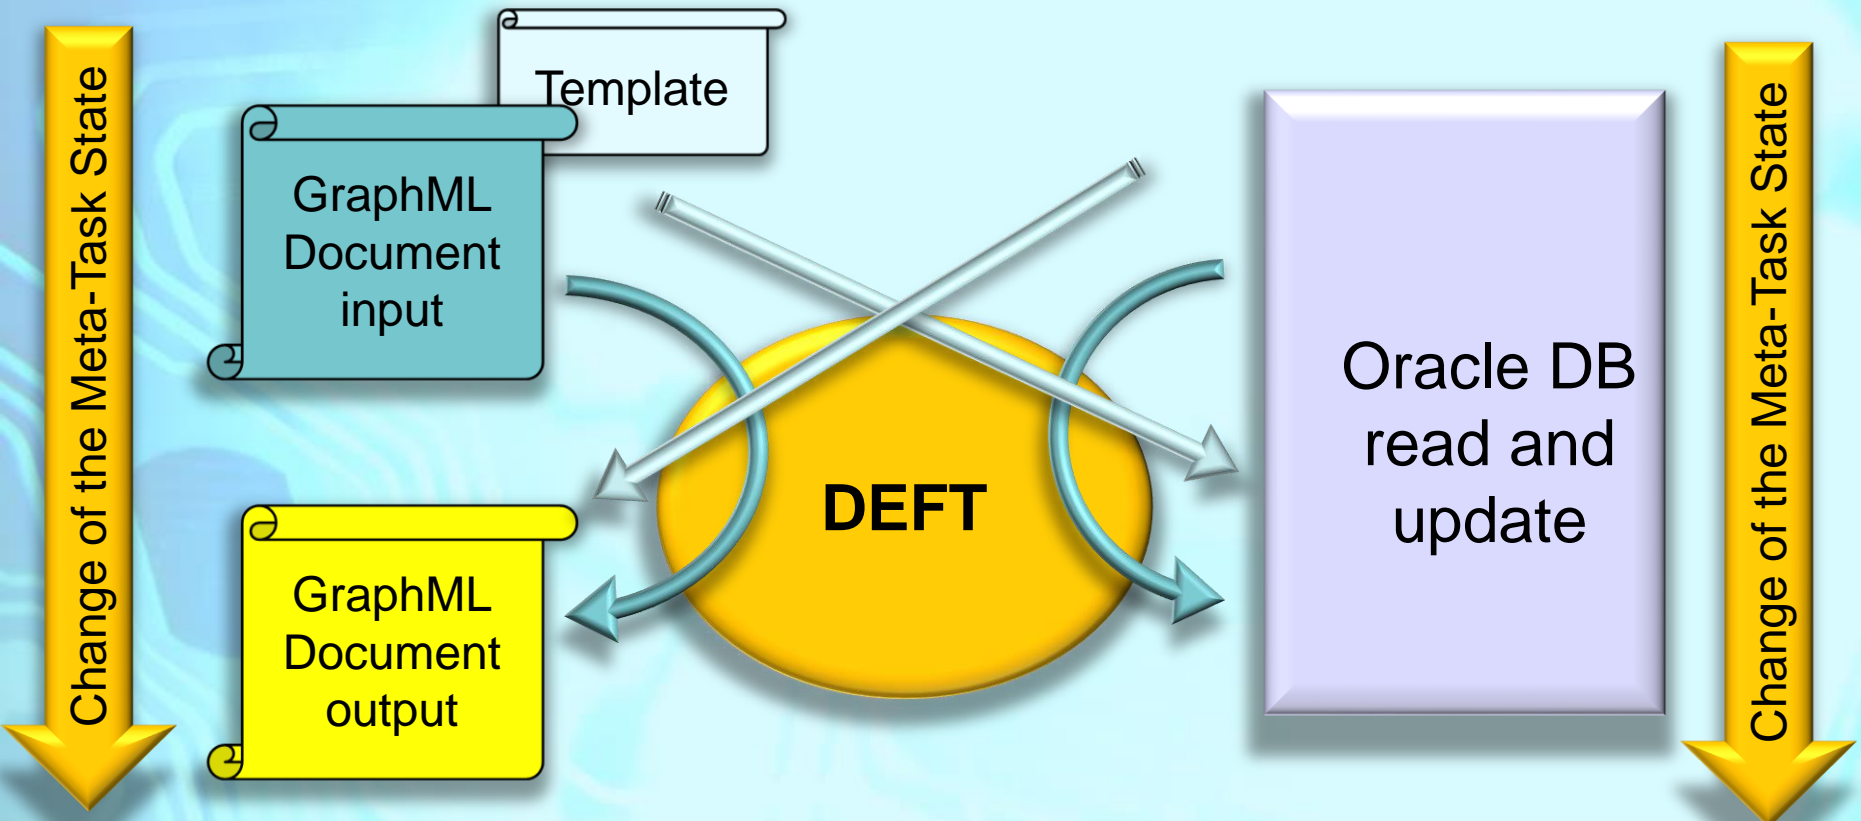 Change of the Meta-Task State
Template
GraphML
Document
input
GraphML
Document
output
DEFT
Oracle DB
read and
update
Change of the Meta-Task State